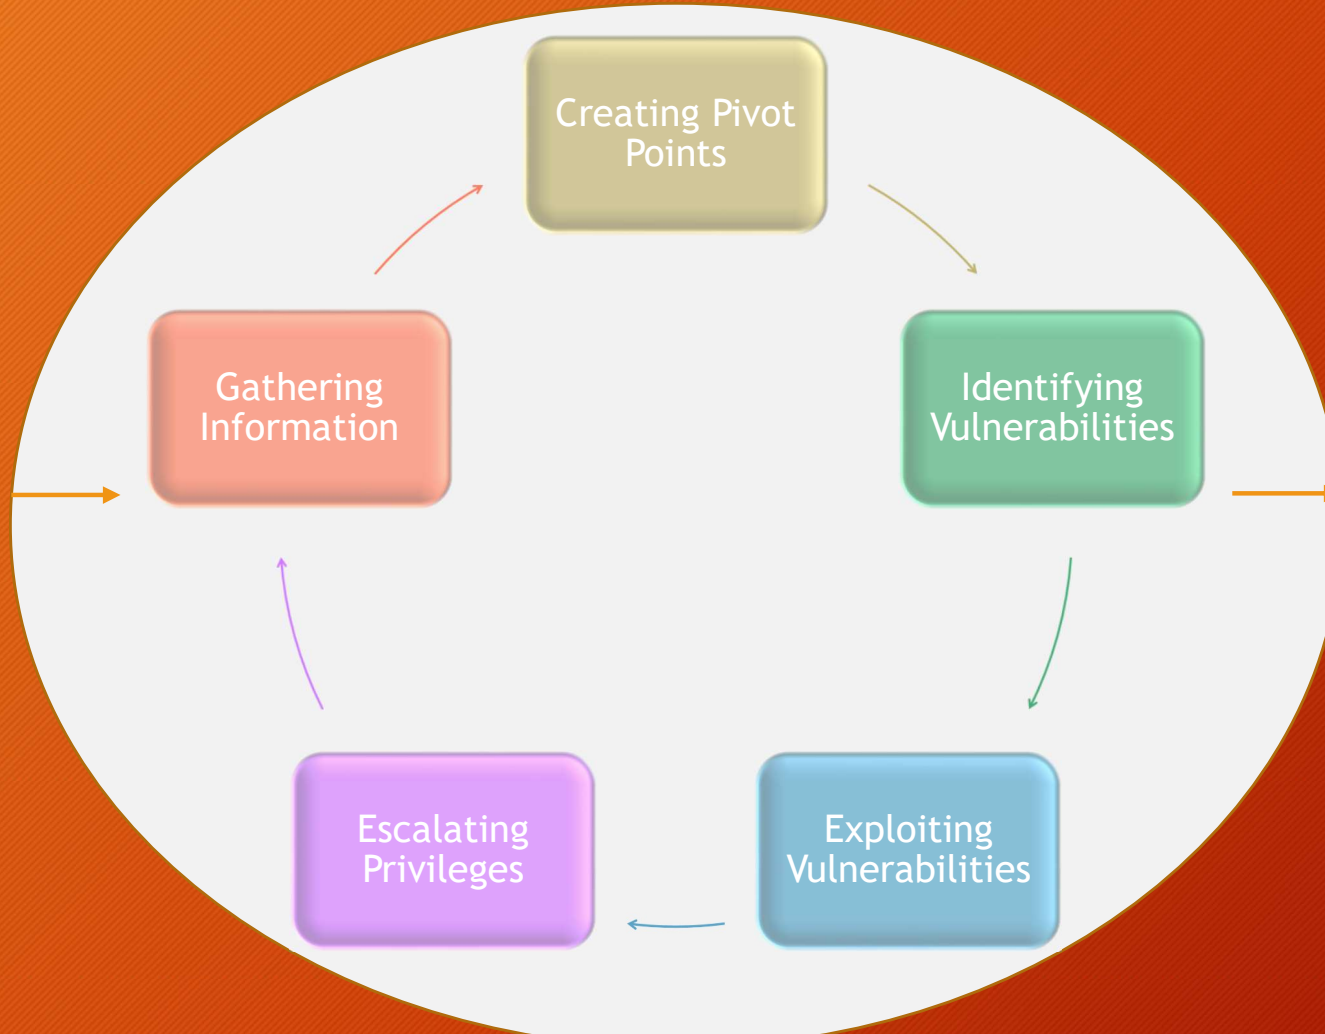 Creating Pivot
Points
Gathering
Information
Identifying
Vulnerabilities
Escalating
Privileges
Exploiting
Vulnerabilities